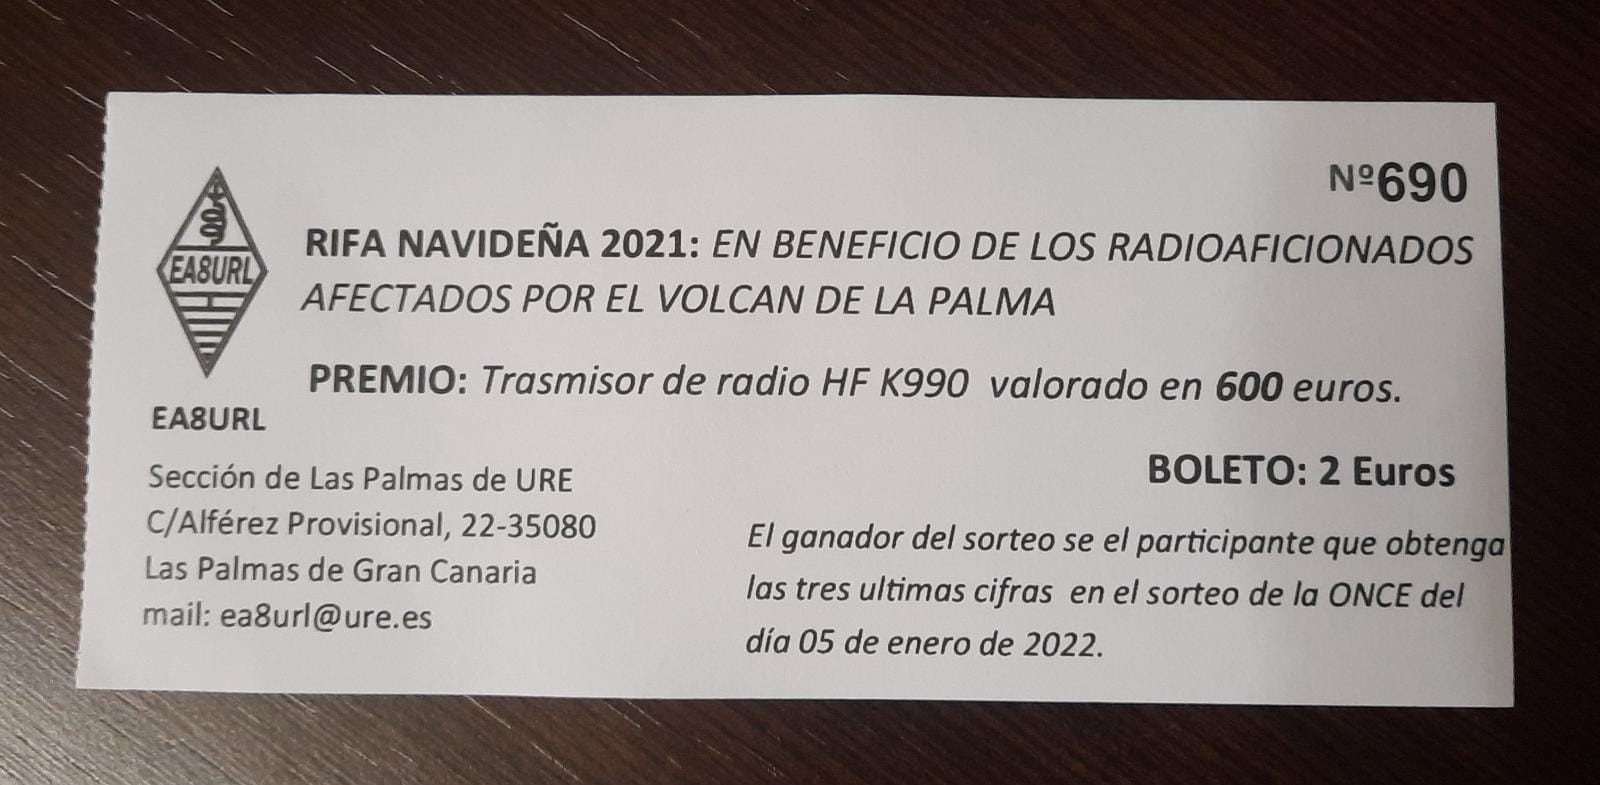 Nº690
EA8URL
RIFA NAVIDEÑA 2021: EN BENEFICIO DE LOS RADIOAFICIONADOS
AFECTADOS POR EL VOLCAN DE LA PALMA
PREMIO: Trasmisor de radio HF K990 valorado en 600 euros.
EA8URL
BOLETO: 2 Euros
Sección de Las Palmas de URE
C/Alférez Provisional, 22-35080
Las Palmas de Gran Canaria
mail: ea8url@ure.es
El ganador del sorteo se el participante que obtenga
las tres ultimas cifras en el sorteo de la ONCE del
día 05 de enero de 2022.